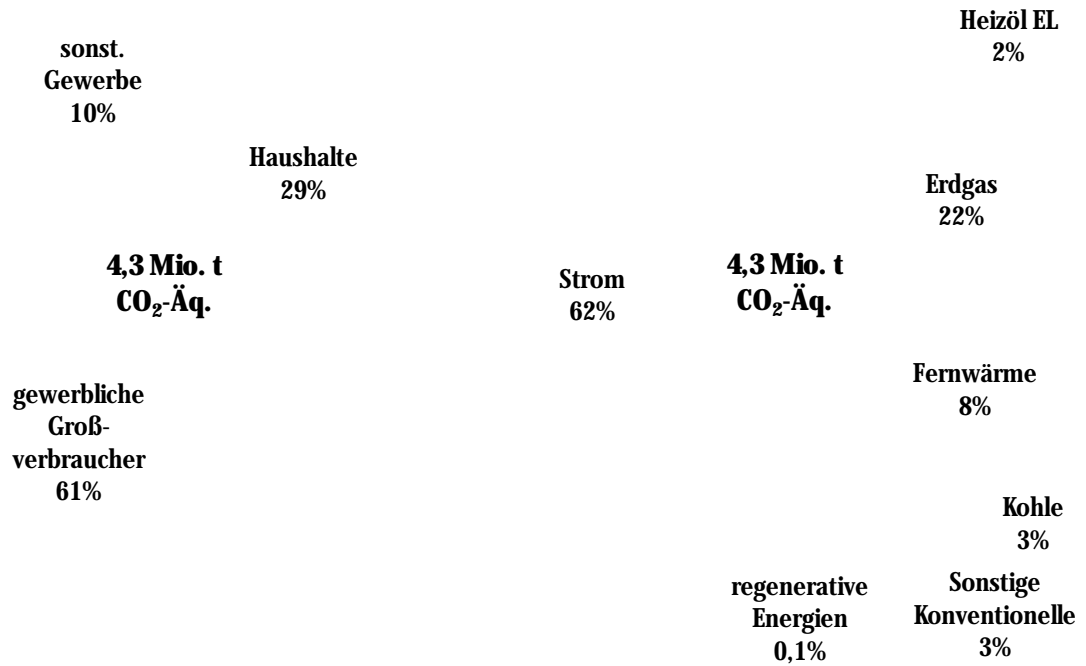 sonst.
Gewerbe
10%
Haushalte
29%
4,3 Mio. t
CO₂-Äq.
gewerbliche
Groß-
verbraucher
61%
Heizöl EL
2%
Erdgas
22%
Strom
62%
4,3 Mio. t
CO₂-Äq.
Fernwärme
8%
Kohle
3%
regenerative
Energien
0,1%
Sonstige
Konventionelle
3%